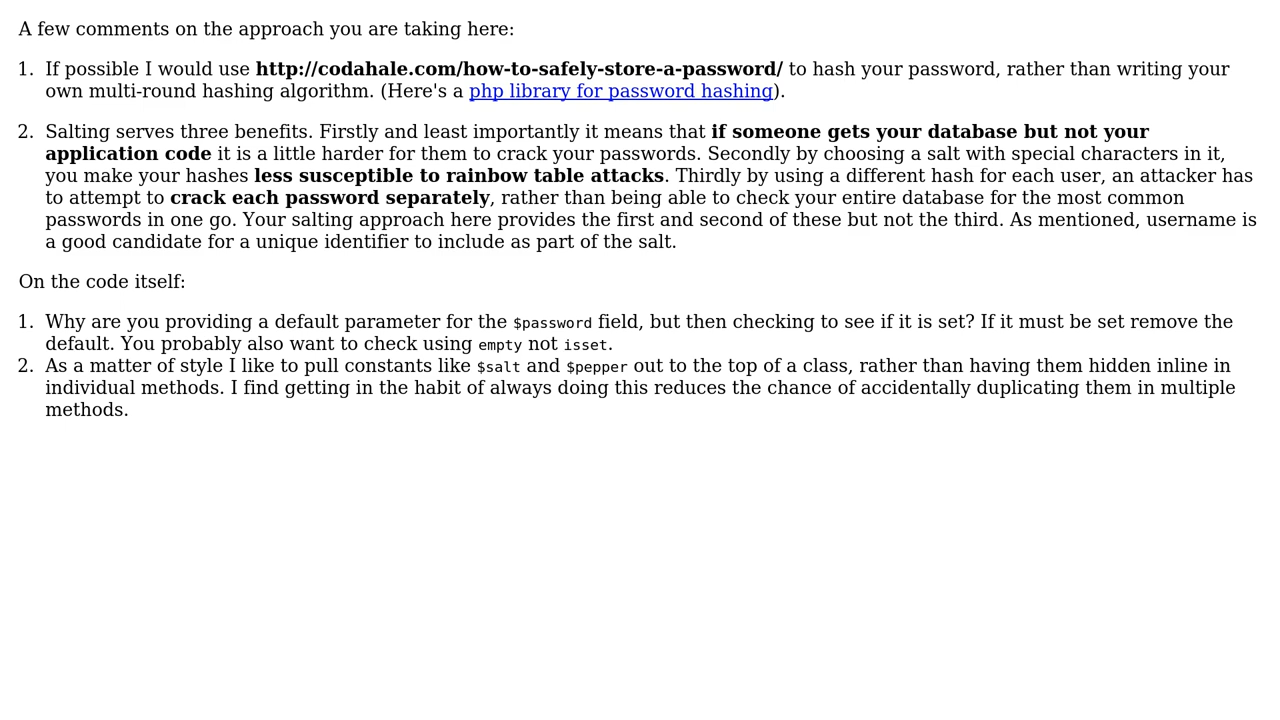 A few comments on the approach you are taking here:
1. If possible I would use http://codahale.com/how-to-safely-store-a-password/ to hash your password, rather than writing your
own multi-round hashing algorithm. (Here's a php library for password hashing).
2. Salting serves three benefits. Firstly and least importantly it means that if someone gets your database but not your
application code it is a little harder for them to crack your passwords. Secondly by choosing a salt with special characters in it,
you make your hashes less susceptible to rainbow table attacks. Thirdly by using a different hash for each user, an attacker has
to attempt to crack each password separately, rather than being able to check your entire database for the most common
passwords in one go. Your salting approach here provides the first and second of these but not the third. As mentioned, username is
a good candidate for a unique identifier to include as part of the salt.
On the code itself:
1. Why are you providing a default parameter for the $password field, but then checking to see if it is set? If it must be set remove the
default. You probably also want to check using empty not isset.
2. As a matter of style I like to pull constants like $salt and $pepper out to the top of a class, rather than having them hidden inline in
individual methods. I find getting in the habit of always doing this reduces the chance of accidentally duplicating them in multiple
methods.